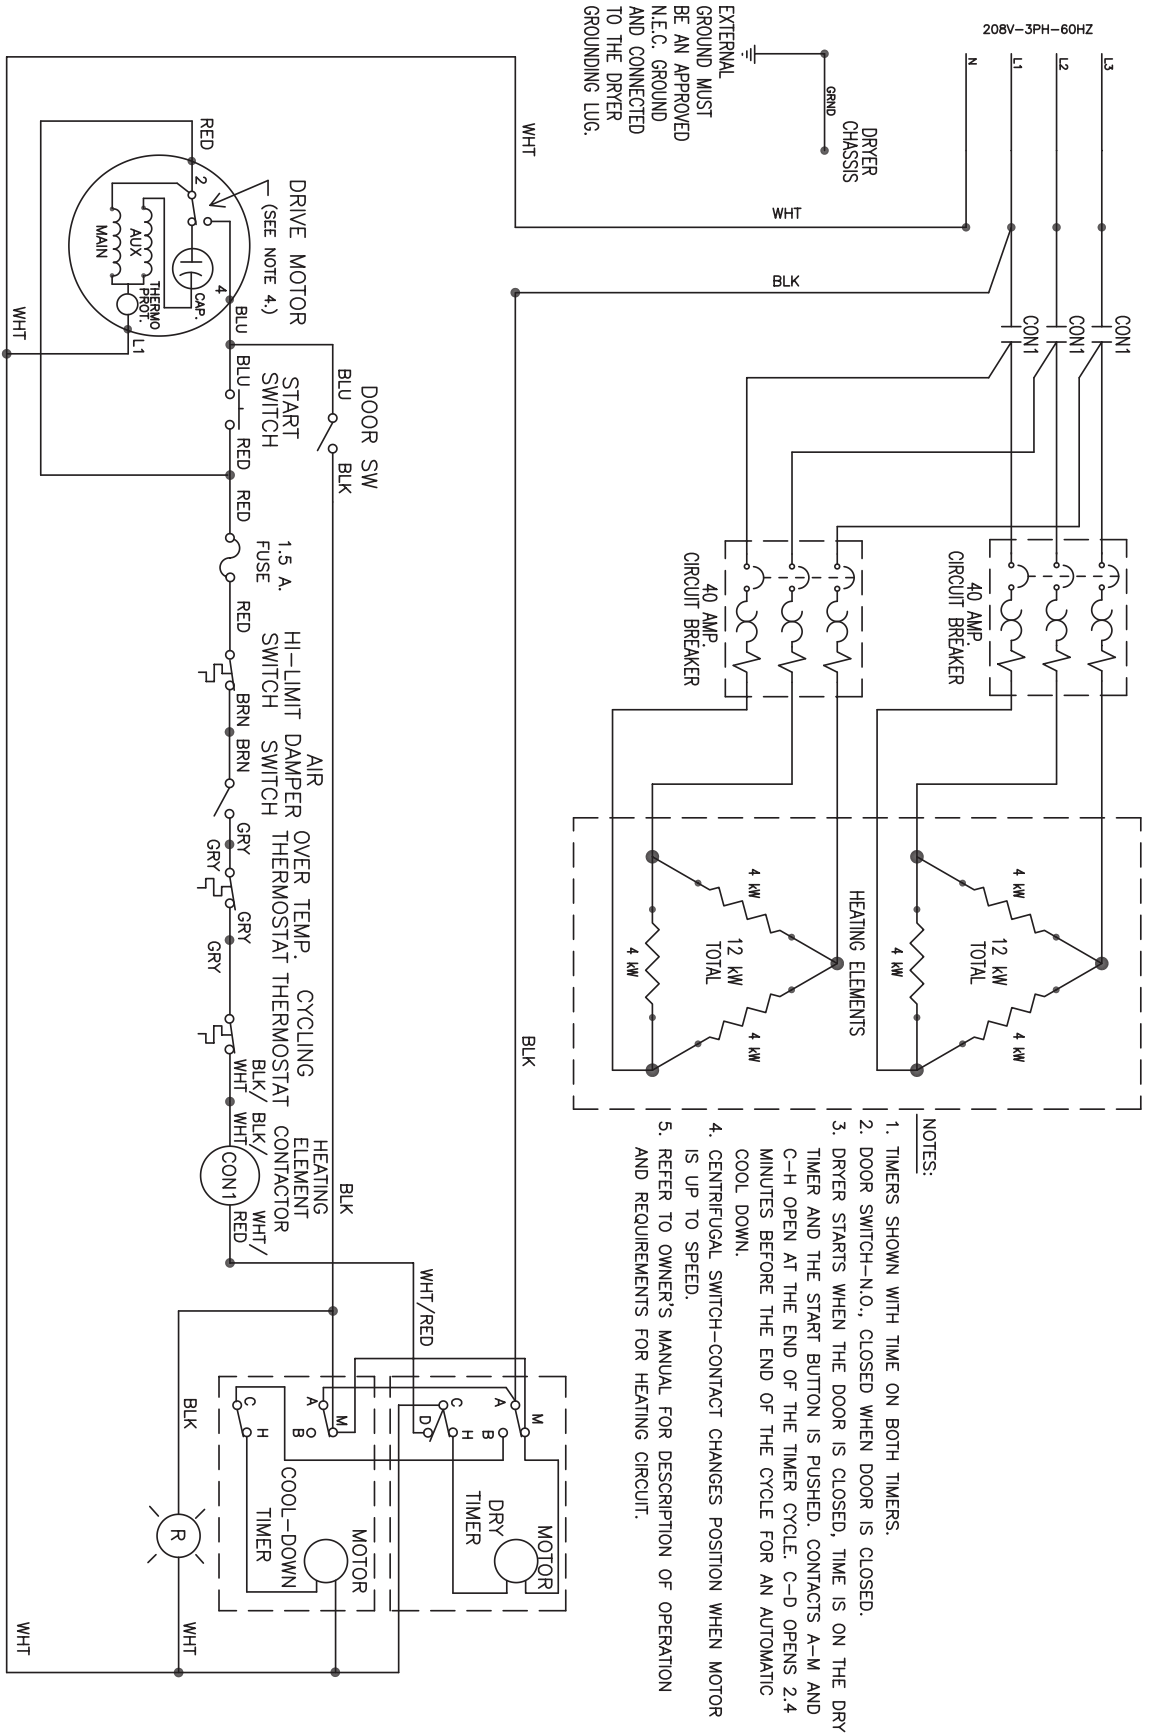 208V-3PH-60HZ
L3
L2
L1
N
EXTERNAL
GROUND MUST
BE AN APPROVED
N.E.C. GROUND
AND CONNECTED
TO THE DRYER
GROUNDING LUG.
GRND
DRYER
CHASSIS
WHT
WHT
BLK
CON1
CON1
CON1
40 AMP.
CIRCUIT BREAKER
40 AMP.
CIRCUIT BREAKER
HEATING ELEMENTS
4 kW
4 kW
12 kW
TOTAL
4 kW
4 kW
4 kW
12 kW
TOTAL
4 kW
BLK
NOTES:
1. TIMERS SHOWN WITH TIME ON BOTH TIMERS.
2. DOOR SWITCH-N.O., CLOSED WHEN DOOR IS CLOSED.
3. DRYER STARTS WHEN THE DOOR IS CLOSED, TIME IS ON THE DRY
TIMER AND THE START BUTTON IS PUSHED. CONTACTS A-M AND
C-H OPEN AT THE END OF THE TIMER CYCLE. C-D OPENS 2.4
MINUTES BEFORE THE END OF THE CYCLE FOR AN AUTOMATIC
COOL DOWN.
4. CENTRIFUGAL SWITCH-CONTACT CHANGES POSITION WHEN MOTOR
IS UP TO SPEED.
5. REFER TO OWNER'S MANUAL FOR DESCRIPTION OF OPERATION
AND REQUIREMENTS FOR HEATING CIRCUIT.
DRIVE MOTOR
(SEE NOTE 4.)
RED
2
4
CAP.
AUX
MAIN
THERMO
PROT.
L1
WHT
BLU
BLU
BLU
DOOR SW
BLK
START
SWITCH
RED
RED
1.5 A.
FUSE
RED
HI-LIMIT
SWITCH
BRN
BRN
AIR
DAMPER
SWITCH
GRY
GRY
OVER TEMP.
THERMOSTAT
GRY
GRY
CYCLING
THERMOSTAT
BLK/
WHT
BLK/
WHT
HEATING
ELEMENT
CONTACTOR
CON1
WHT/
RED
BLK
WHT/RED
A
M
B
C
H
D
MOTOR
DRY
TIMER
A
M
B
C
H
MOTOR
COOL-DOWN
TIMER
BLK
R
WHT
WHT